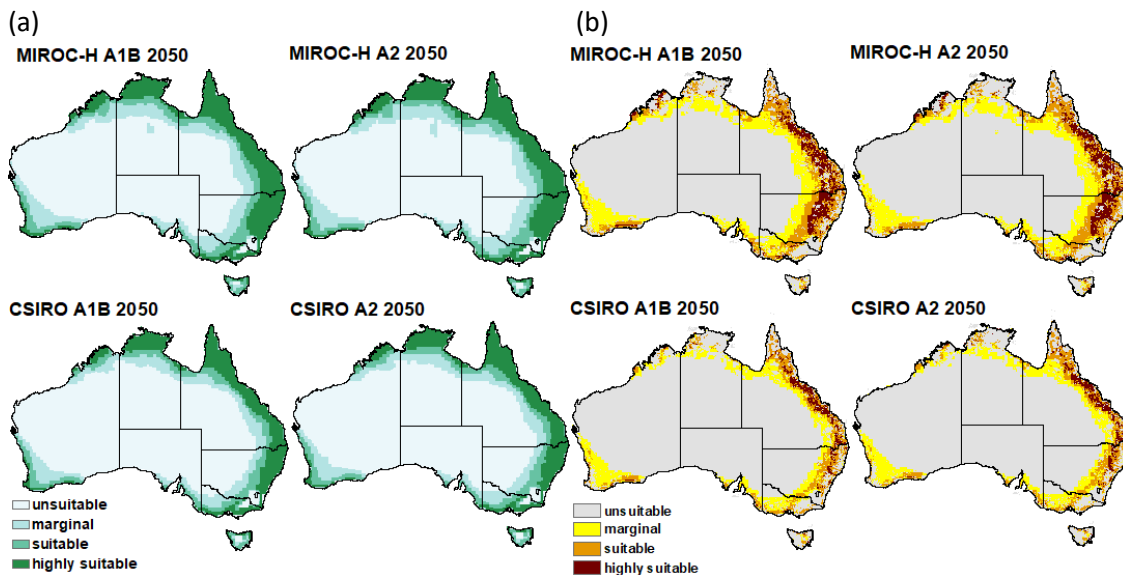 (a)
MIROC-H A1B 2050
MIROC-H A2 2050
CSIRO A1B 2050
CSIRO A2 2050
unsuitable
marginal
suitable
highly suitable
(b)
MIROC-H A1B 2050
MIROC-H A2 2050
CSIRO A1B 2050
CSIRO A2 2050
unsuitable
marginal
suitable
highly suitable